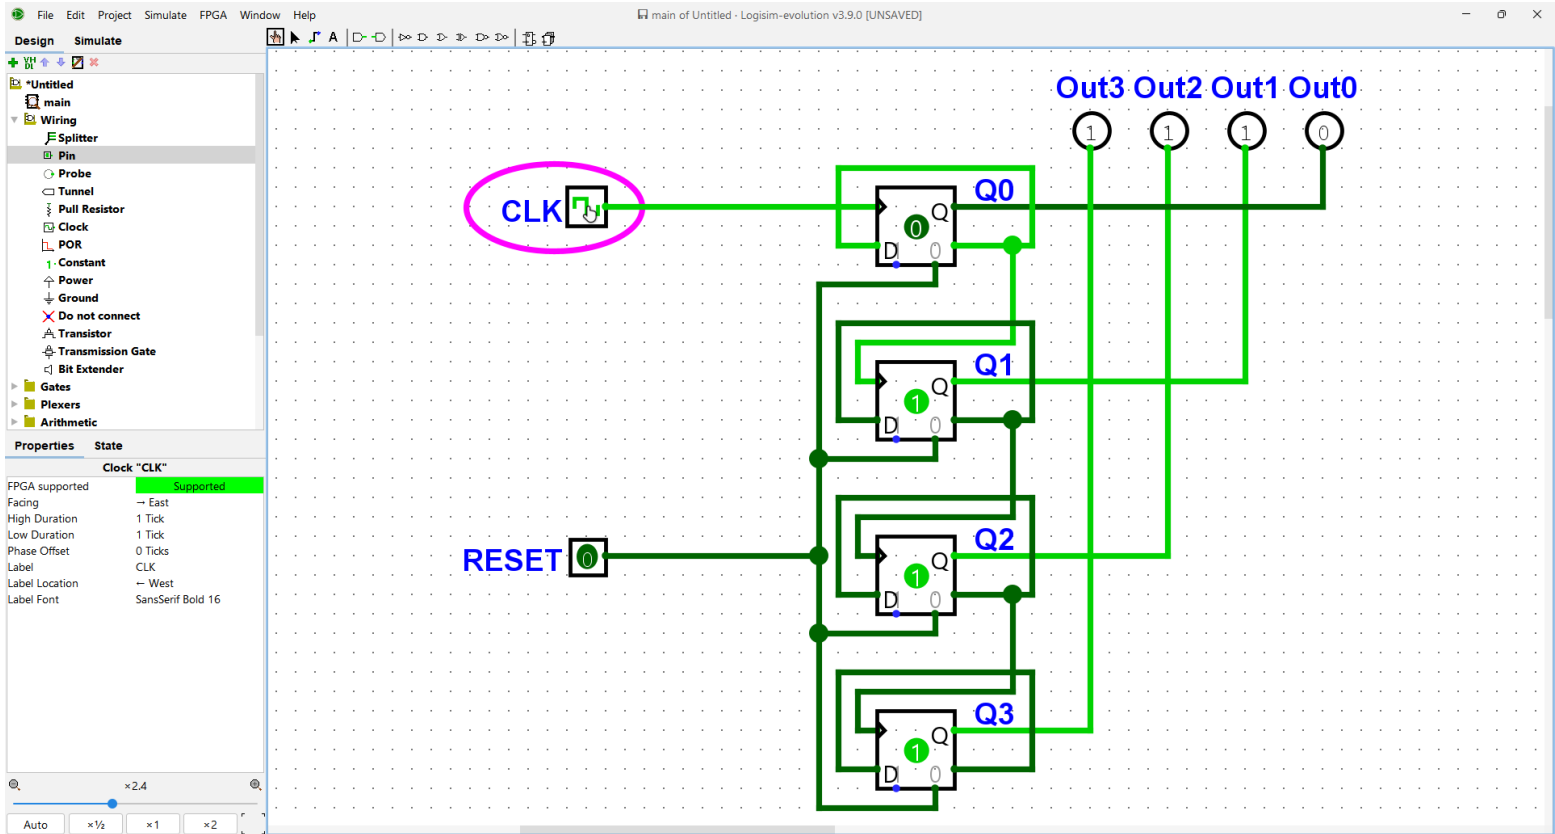 File Edit Project Simulate FPGA Window Help
main of Untitled · Logisim-evolution v3.9.0 [UNSAVED]
Design Simulate
A
VH
DL
*Untitled
main
Wiring
Splitter
Pin
Probe
Tunnel
Pull Resistor
Clock
POR
1 Constant
Power
Ground
Do not connect
Transistor
Transmission Gate
Bit Extender
Gates
Plexers
Arithmetic
Properties State
Clock "CLK"
FPGA supported Supported
Facing → East
High Duration 1 Tick
Low Duration 1 Tick
Phase Offset 0 Ticks
Label CLK
Label Location ← West
Label Font SansSerif Bold 16
×2.4
Auto ×½ ×1 ×2
Out3 Out2 Out1 Out0
1 1 1 0
CLK
Q0
Q
0
D 0
Q1
Q
1
D 0
RESET 0
Q2
Q
1
D 0
Q3
Q
1
D 0